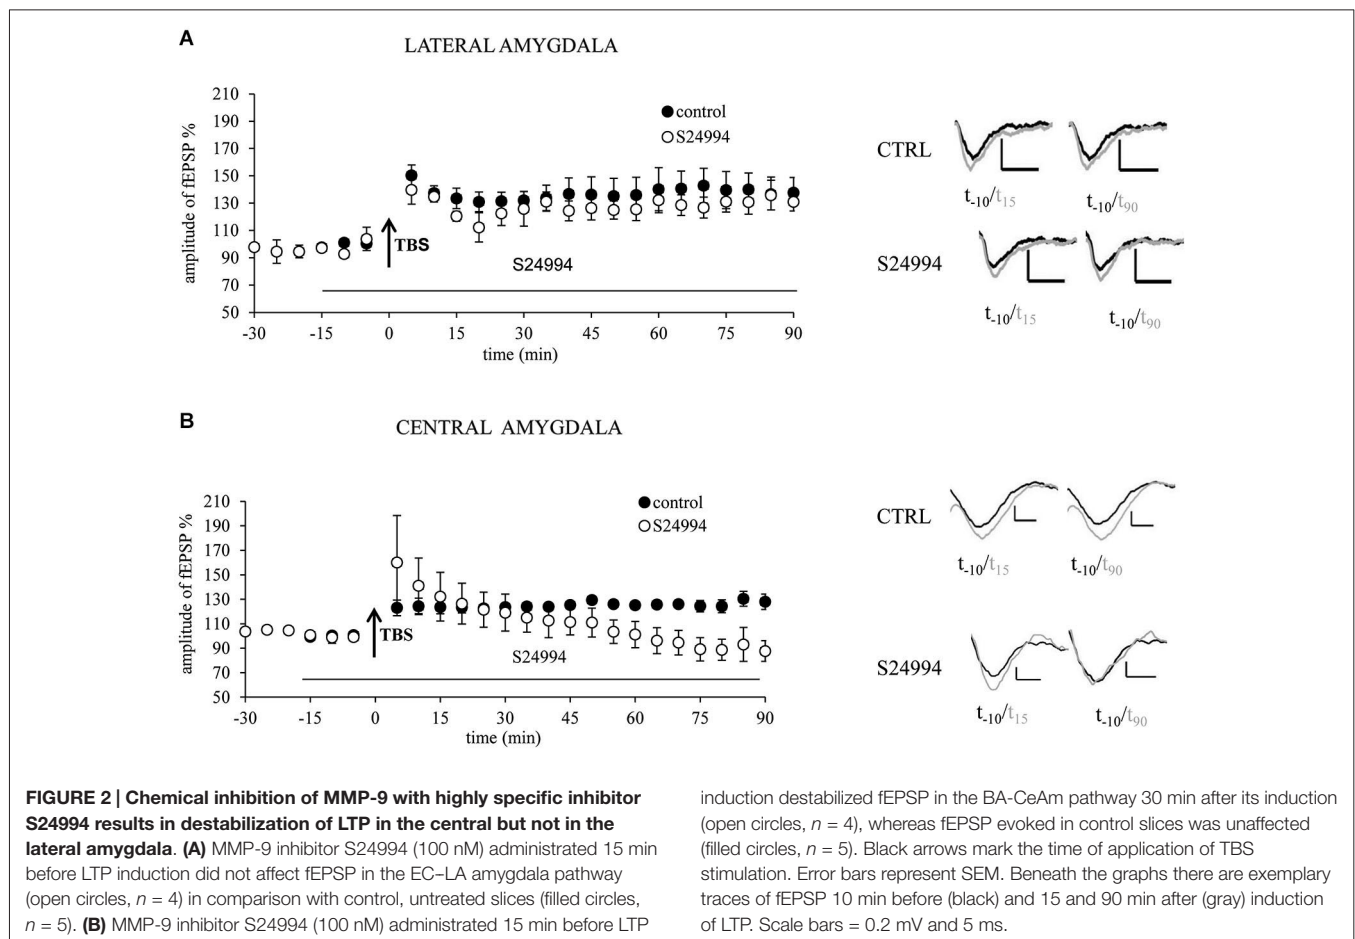 A
LATERAL AMYGDALA
amplitude of fEPSP %
210
190
170
150
130
110
90
70
50
control
S24994
TBS
S24994
-30 -15 0 15 30 45 60 75 90
time (min)
CTRL
t-10/t15 t-10/t90
S24994
t-10/t15 t-10/t90
B
CENTRAL AMYGDALA
amplitude of fEPSP %
210
190
170
150
130
110
90
70
50
control
S24994
TBS
S24994
-30 -15 0 15 30 45 60 75 90
time (min)
CTRL
t-10/t15 t-10/t90
S24994
t-10/t15 t-10/t90
FIGURE 2 | Chemical inhibition of MMP-9 with highly specific inhibitor
S24994 results in destabilization of LTP in the central but not in the
lateral amygdala. (A) MMP-9 inhibitor S24994 (100 nM) administrated 15 min
before LTP induction did not affect fEPSP in the EC–LA amygdala pathway
(open circles, n = 4) in comparison with control, untreated slices (filled circles,
n = 5). (B) MMP-9 inhibitor S24994 (100 nM) administrated 15 min before LTP
induction destabilized fEPSP in the BA-CeAm pathway 30 min after its induction
(open circles, n = 4), whereas fEPSP evoked in control slices was unaffected
(filled circles, n = 5). Black arrows mark the time of application of TBS
stimulation. Error bars represent SEM. Beneath the graphs there are exemplary
traces of fEPSP 10 min before (black) and 15 and 90 min after (gray) induction
of LTP. Scale bars = 0.2 mV and 5 ms.